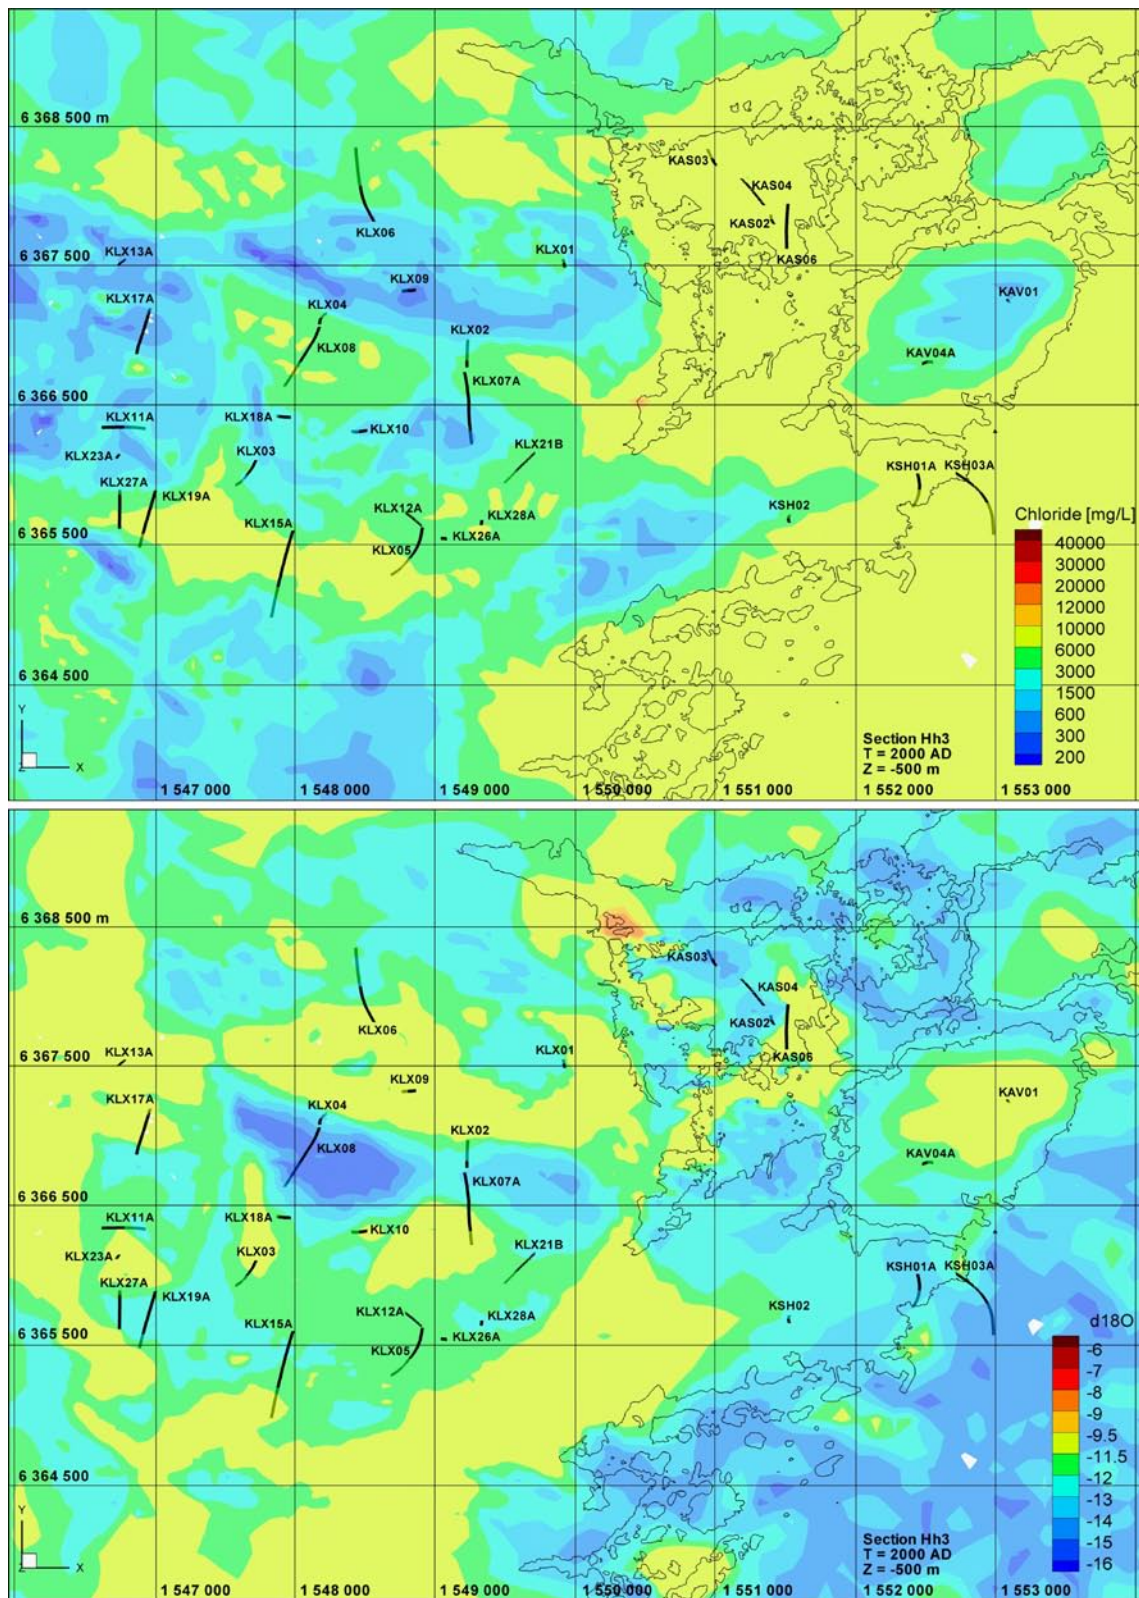 6 368 500 m
KAS03
KAS04
KAS02
KLX06
KAS06
KLX13A
KLX01
6 367 500
KLX09
KLX17A
KLX04
KAV01
KLX02
KLX08
KAV04A
KLX07A
6 366 500
KLX11A
KLX18A
KLX10
KLX21B
KLX23A
KLX03
KSH01A
KSH03A
KLX27A
KLX19A
KLX12A
KLX28A
KSH02
KLX15A
KLX26A
6 365 500
KLX05
Chloride [mg/L]
40000
30000
20000
12000
10000
6000
3000
1500
600
300
200
6 364 500
Y
Z
X
Section Hh3
T = 2000 AD
Z = -500 m
1 547 000
1 548 000
1 549 000
1 550 000
1 551 000
1 552 000
1 553 000
6 368 500 m
KAS03
KAS04
KAS02
KLX06
KAS06
KLX13A
KLX01
6 367 500
KLX09
KLX17A
KLX04
KAV01
KLX02
KLX08
KAV04A
KLX07A
6 366 500
KLX11A
KLX18A
KLX10
KLX21B
KLX23A
KLX03
KSH01A
KSH03A
KLX27A
KLX19A
KLX12A
KLX28A
KSH02
KLX15A
KLX26A
6 365 500
KLX05
d18O
-6
-7
-8
-9
-9.5
-11.5
-12
-13
-14
-15
-16
6 364 500
Y
Z
X
Section Hh3
T = 2000 AD
Z = -500 m
1 547 000
1 548 000
1 549 000
1 550 000
1 551 000
1 552 000
1 553 000